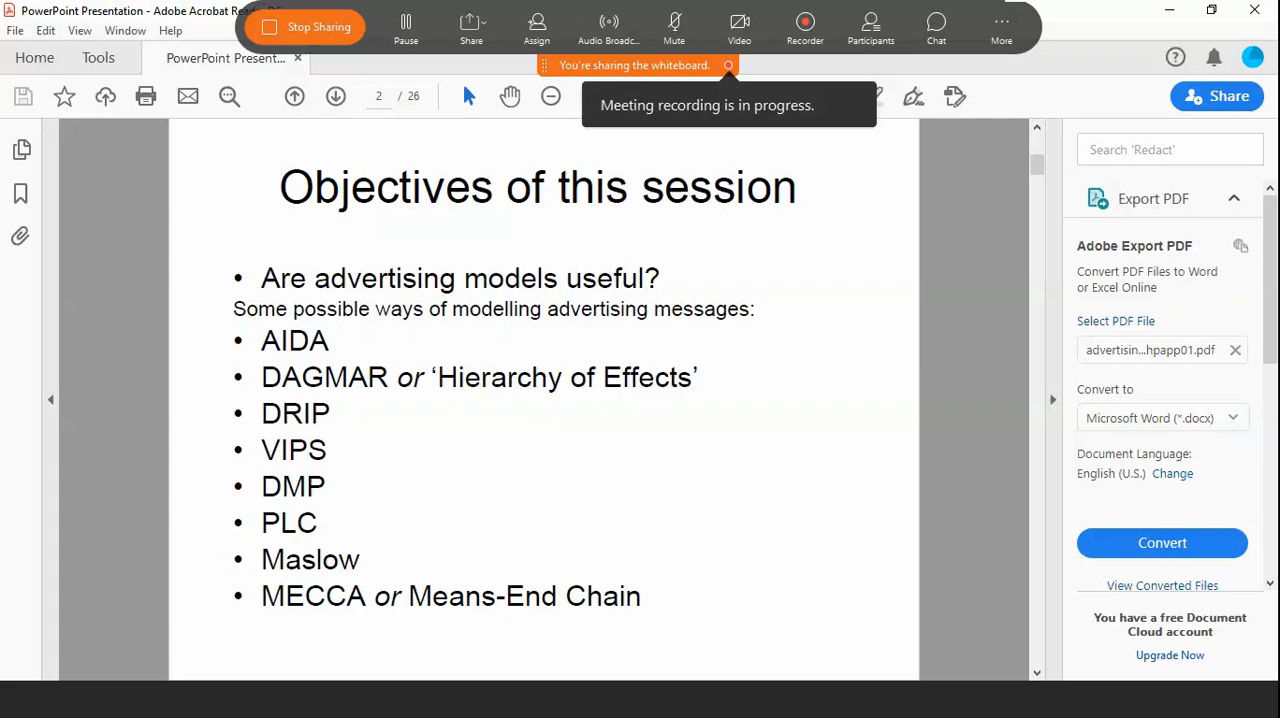 PowerPoint Presentation - Adobe Acrobat Rea
File Edit View Window Help
Stop Sharing
Pause
Share
Assign
Audio Broadc...
Mute
Video
Recorder
Participants
Chat
More
Home Tools PowerPoint Present... ×
You're sharing the whiteboard.
Meeting recording is in progress.
2 / 26
Share
Objectives of this session
• Are advertising models useful?
Some possible ways of modelling advertising messages:
• AIDA
• DAGMAR or ‘Hierarchy of Effects’
• DRIP
• VIPS
• DMP
• PLC
• Maslow
• MECCA or Means-End Chain
Search 'Redact'
Export PDF
Adobe Export PDF
Convert PDF Files to Word
or Excel Online
Select PDF File
advertisin...hpapp01.pdf
Convert to
Microsoft Word (*.docx)
Document Language:
English (U.S.) Change
Convert
View Converted Files
You have a free Document
Cloud account
Upgrade Now